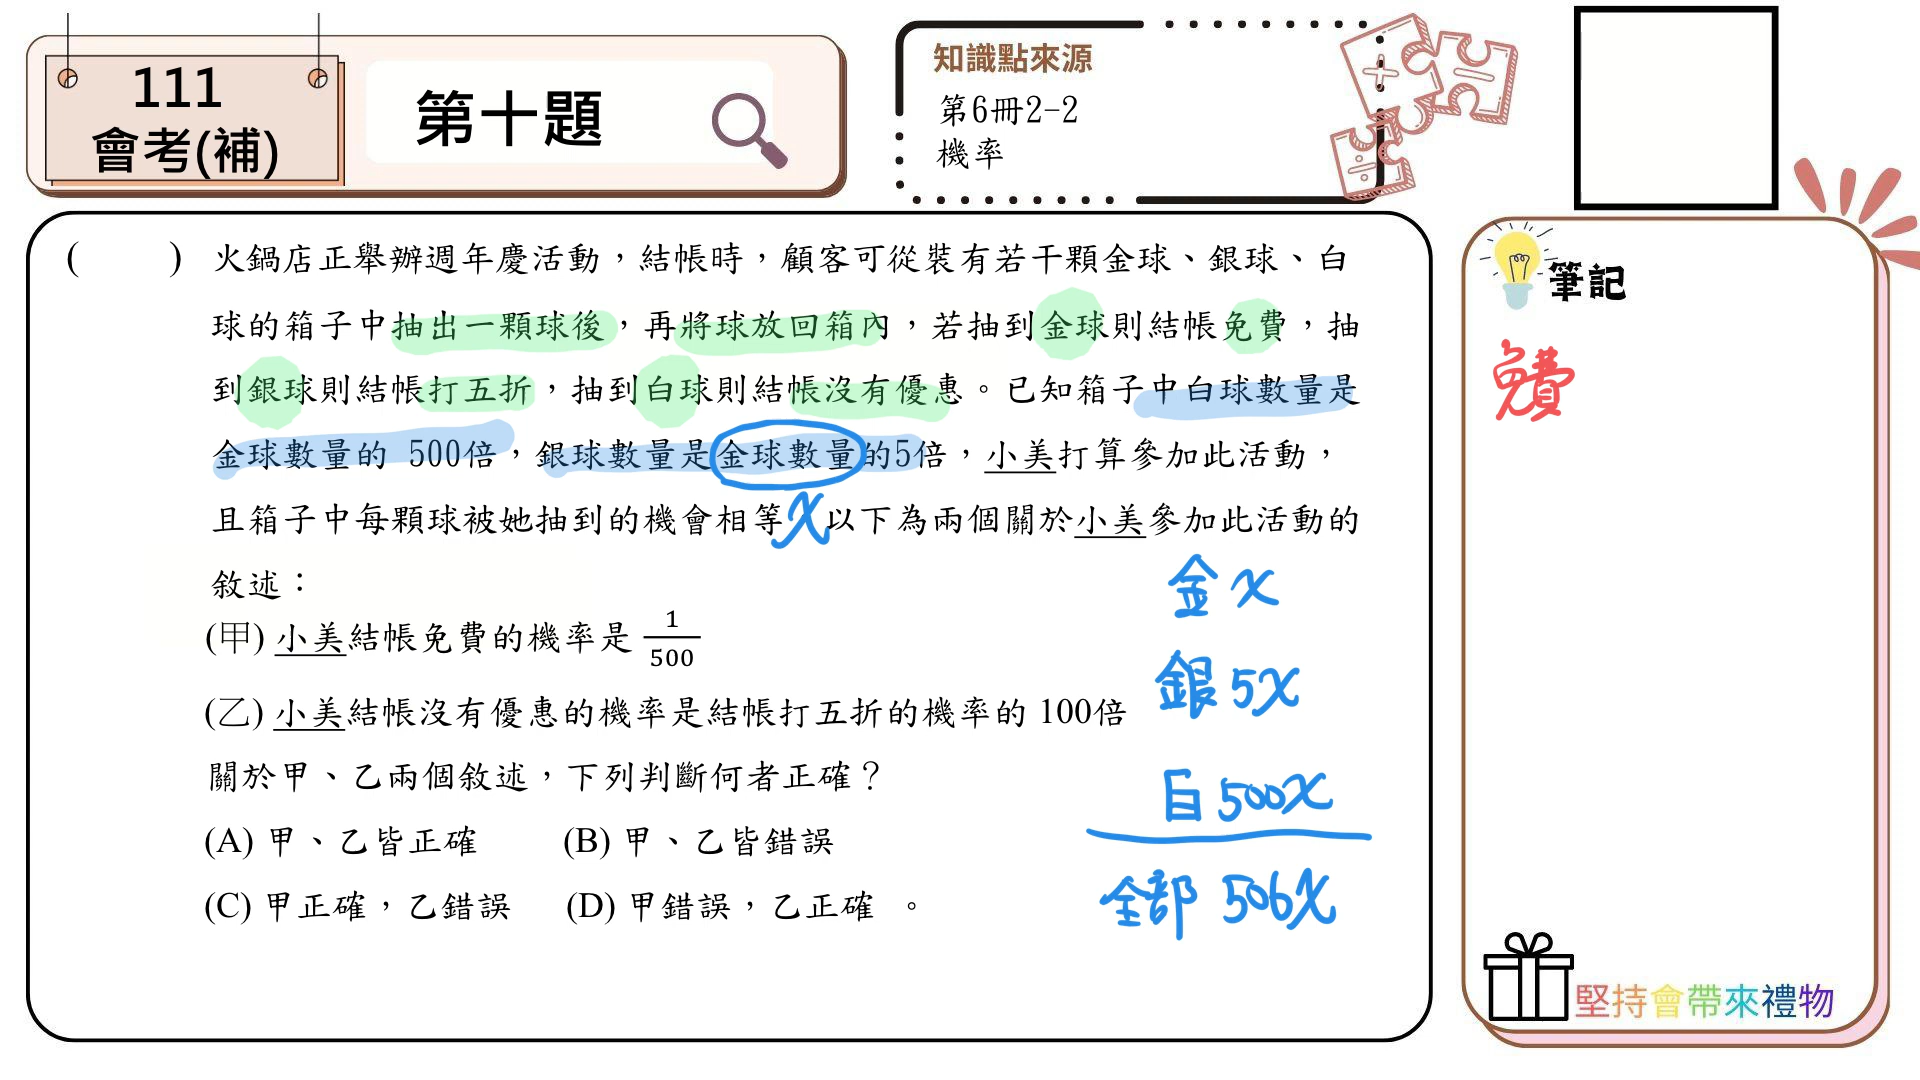 111
會考(補)
第十題
知識點來源
第6冊2-2
機率
(　　) 火鍋店正舉辦週年慶活動，結帳時，顧客可從裝有若干顆金球、銀球、白
球的箱子中抽出一顆球後，再將球放回箱內，若抽到金球則結帳免費，抽
到銀球則結帳打五折，抽到白球則結帳沒有優惠。已知箱子中白球數量是
金球數量的 500倍，銀球數量是金球數量的5倍，小美打算參加此活動，
且箱子中每顆球被她抽到的機會相等 x 以下為兩個關於小美參加此活動的
敘述：
(甲) 小美結帳免費的機率是 1/500
(乙) 小美結帳沒有優惠的機率是結帳打五折的機率的 100倍
關於甲、乙兩個敘述，下列判斷何者正確？
(A) 甲、乙皆正確 (B) 甲、乙皆錯誤
(C) 甲正確，乙錯誤 (D) 甲錯誤，乙正確 。
金 x
銀 5x
白 500x
全部 506x
筆記
免費
堅持會帶來禮物